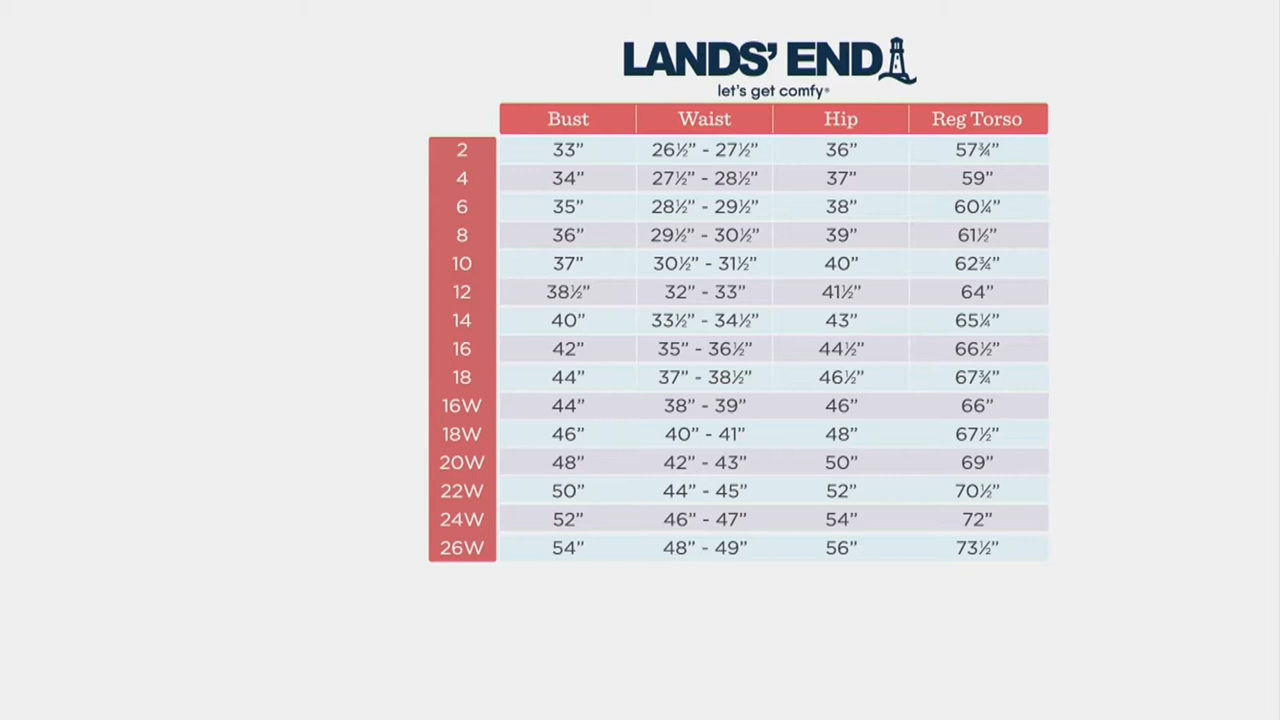 LANDS' END
let's get comfy®
Bust Waist Hip Reg Torso
2 33” 26½” - 27½” 36” 57¾”
4 34” 27½” - 28½” 37” 59”
6 35” 28½” - 29½” 38” 60¼”
8 36” 29½” - 30½” 39” 61½”
10 37” 30½” - 31½” 40” 62¾”
12 38½” 32” - 33” 41½” 64”
14 40” 33½” - 34½” 43” 65¼”
16 42” 35” - 36½” 44½” 66½”
18 44” 37” - 38½” 46½” 67¾”
16W 44” 38” - 39” 46” 66”
18W 46” 40” - 41” 48” 67½”
20W 48” 42” - 43” 50” 69”
22W 50” 44” - 45” 52” 70½”
24W 52” 46” - 47” 54” 72”
26W 54” 48” - 49” 56” 73½”